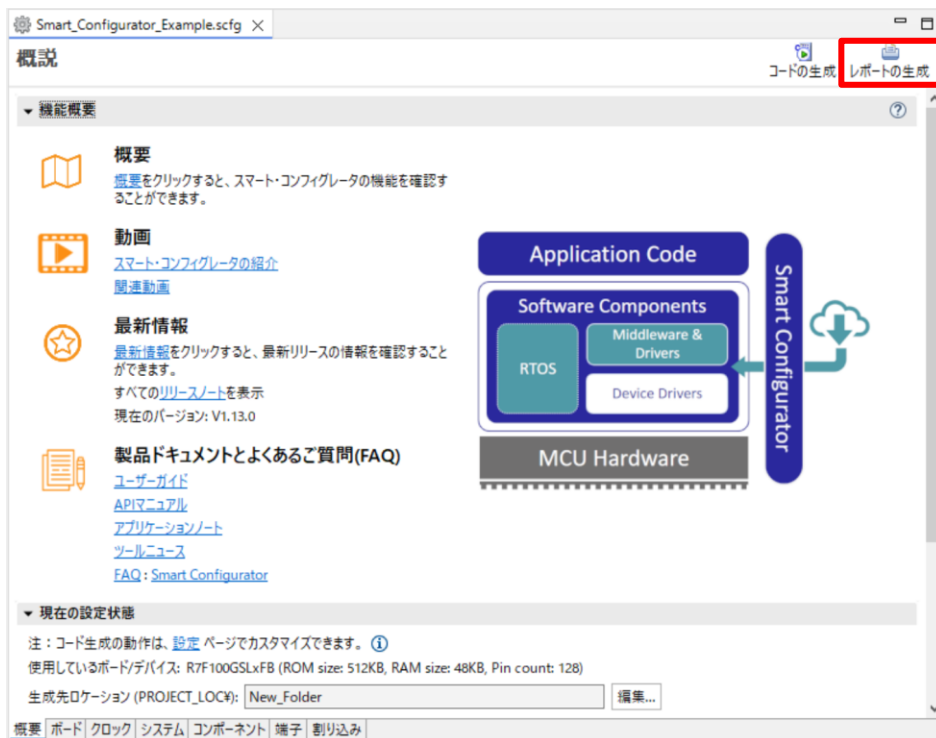 Smart_Configurator_Example.scfg
概説
コードの生成
レポートの生成
機能概要
概要
概要をクリックすると、スマート・コンフィグレータの機能を確認す
ることができます。
動画
スマート・コンフィグレータの紹介
関連動画
最新情報
最新情報をクリックすると、最新リリースの情報を確認すること
ができます。
すべてのリリースノートを表示
現在のバージョン: V1.13.0
製品ドキュメントとよくあるご質問(FAQ)
ユーザーガイド
APIマニュアル
アプリケーションノート
ツールニュース
FAQ : Smart Configurator
Application Code
Software Components
RTOS
Middleware &
Drivers
Device Drivers
MCU Hardware
Smart Configurator
現在の設定状態
注：コード生成の動作は、設定 ページでカスタマイズできます。
使用しているボード/デバイス: R7F100GSLxFB (ROM size: 512KB, RAM size: 48KB, Pin count: 128)
生成先ロケーション (PROJECT_LOC¥): New_Folder 編集...
概要 ボード クロック システム コンポーネント 端子 割り込み